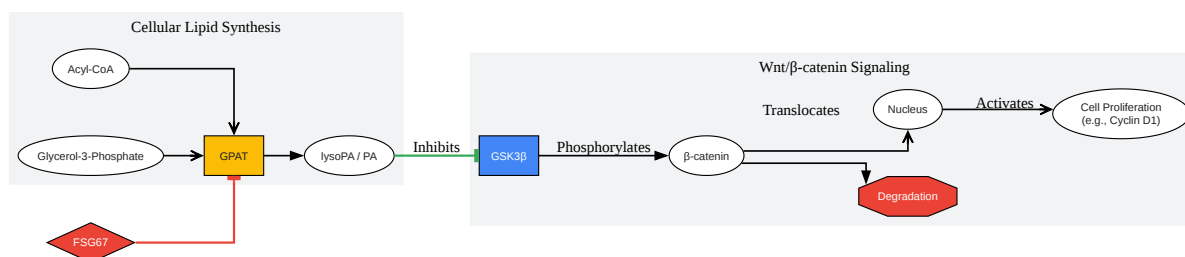 Cellular Lipid Synthesis
Acyl-CoA
Glycerol-3-Phosphate
GPAT
lysoPA / PA
FSG67
Inhibits
Wnt/β-catenin Signaling
GSK3β
Phosphorylates
β-catenin
Translocates
Nucleus
Activates
Cell Proliferation
(e.g., Cyclin D1)
Degradation